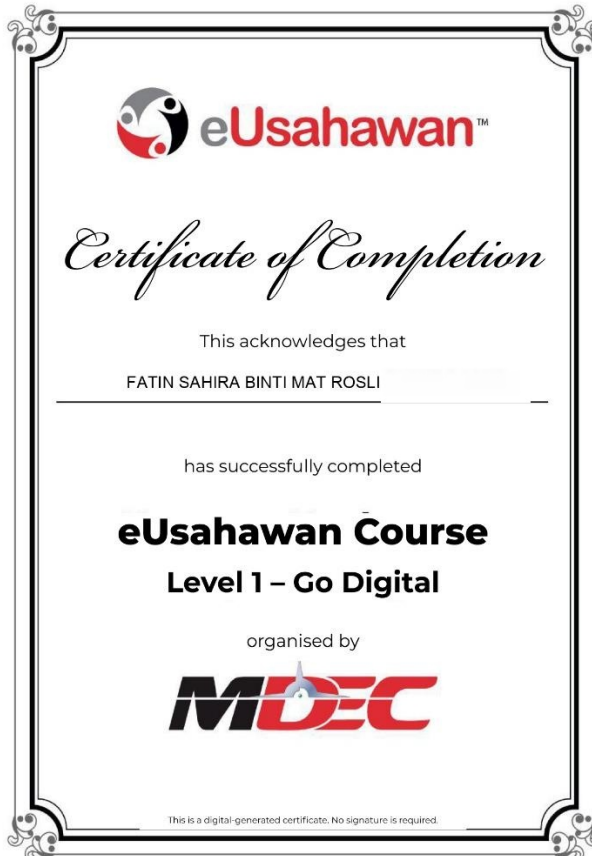 eUsahawan™
Certificate of Completion
This acknowledges that
FATIN SAHIRA BINTI MAT ROSLI
has successfully completed
eUsahawan Course
Level 1 – Go Digital
organised by
MDEC
This is a digital-generated certificate. No signature is required.